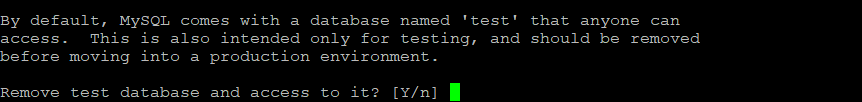 By default, MySQL comes with a database named 'test' that anyone can
access.  This is also intended only for testing, and should be removed
before moving into a production environment.
Remove test database and access to it? [Y/n]